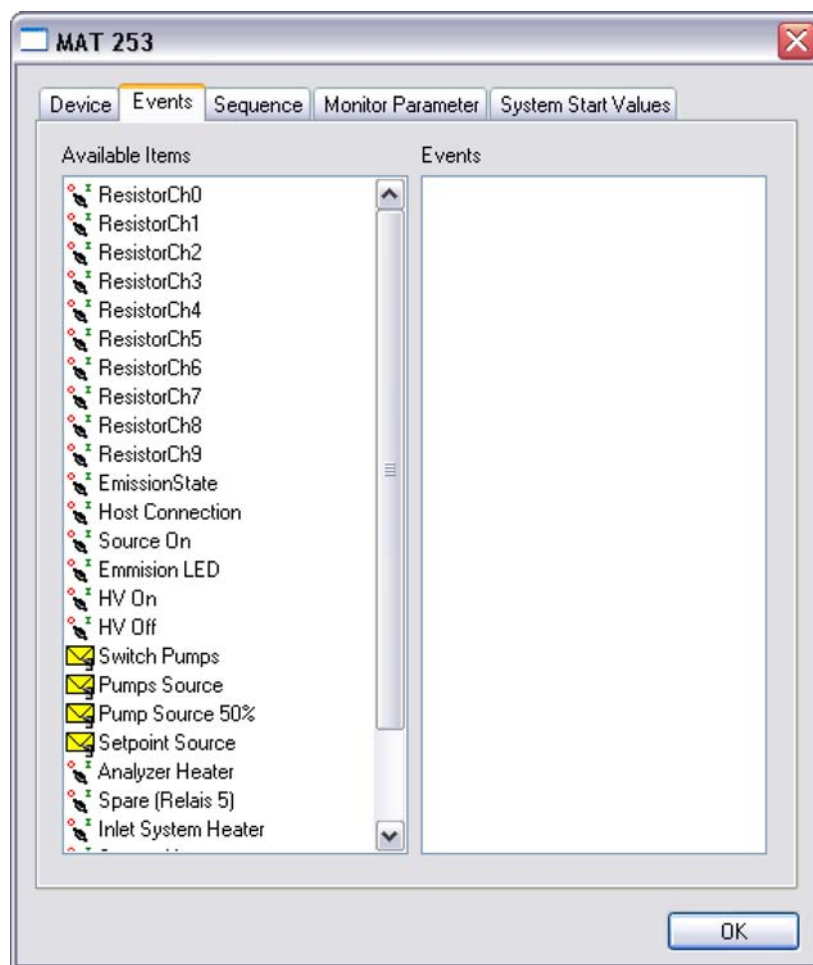 MAT 253
Device Events Sequence Monitor Parameter System Start Values
Available Items Events
ResistorCh0
ResistorCh1
ResistorCh2
ResistorCh3
ResistorCh4
ResistorCh5
ResistorCh6
ResistorCh7
ResistorCh8
ResistorCh9
EmissionState
Host Connection
Source On
Emmision LED
HV On
HV Off
Switch Pumps
Pumps Source
Pump Source 50%
Setpoint Source
Analyzer Heater
Spare (Relais 5)
Inlet System Heater
OK